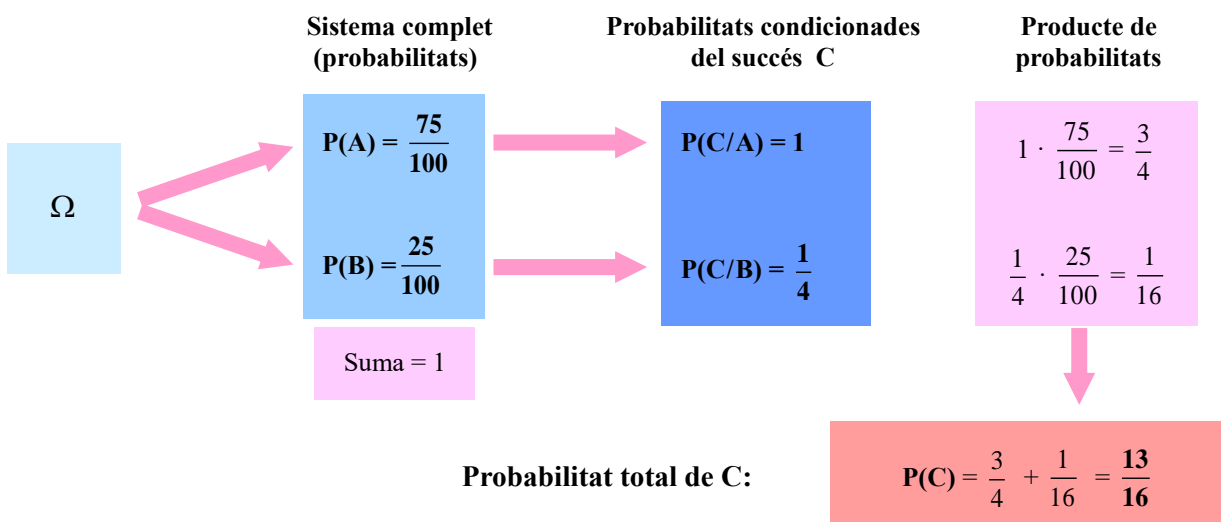 Sistema complet
(probabilitats)
Probabilitats condicionades
del succés C
Producte de
probabilitats
Ω
P(A) = 75/100
P(C/A) = 1
1 · 75/100 = 3/4
P(B) = 25/100
P(C/B) = 1/4
1/4 · 25/100 = 1/16
Suma = 1
Probabilitat total de C:
P(C) = 3/4 + 1/16 = 13/16